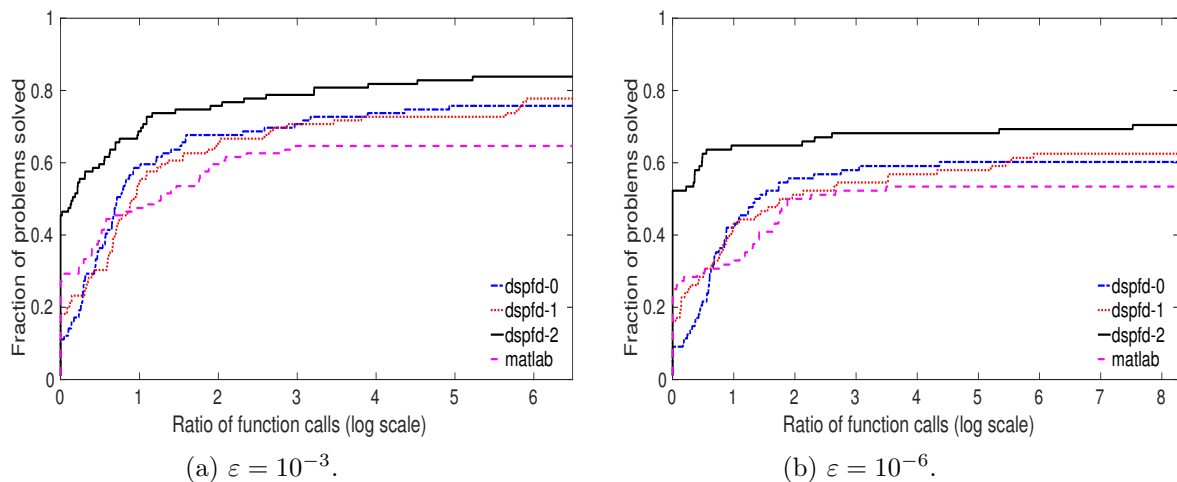 Fraction of problems solved
1
0.8
0.6
0.4
0.2
0
0 1 2 3 4 5 6
Ratio of function calls (log scale)
dspfd-0
dspfd-1
dspfd-2
matlab
(a) ε = 10⁻³.
Fraction of problems solved
1
0.8
0.6
0.4
0.2
0
0 1 2 3 4 5 6 7 8
Ratio of function calls (log scale)
dspfd-0
dspfd-1
dspfd-2
matlab
(b) ε = 10⁻⁶.